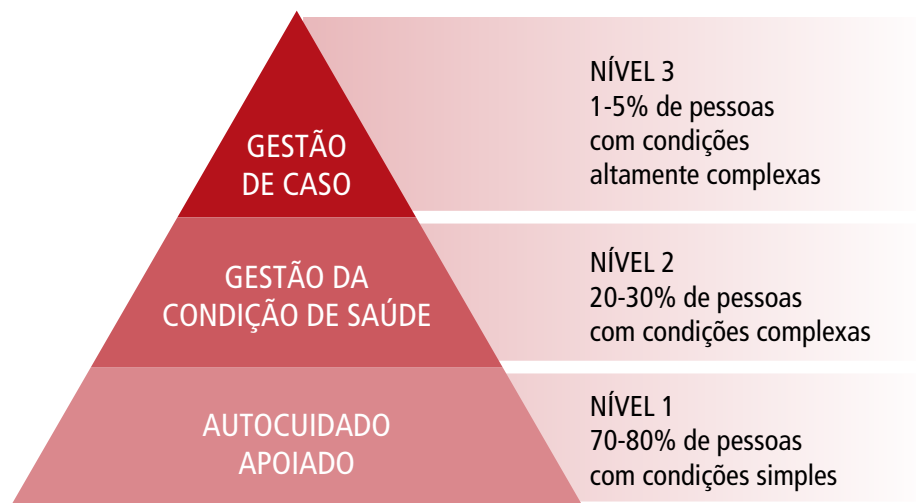 GESTÃO
DE CASO
NÍVEL 3
1-5% de pessoas
com condições
altamente complexas
GESTÃO DA
CONDIÇÃO DE SAÚDE
NÍVEL 2
20-30% de pessoas
com condições complexas
AUTOCUIDADO
APOIADO
NÍVEL 1
70-80% de pessoas
com condições simples